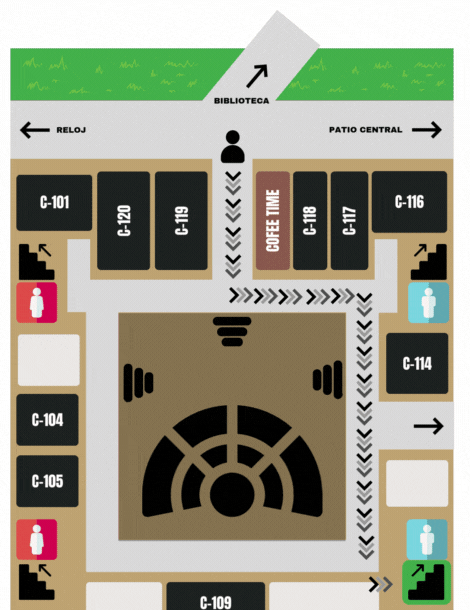 BIBLIOTECA
RELOJ
PATIO CENTRAL
C-101
C-120
C-119
COFEE TIME
C-118
C-117
C-116
C-114
C-104
C-105
C-109